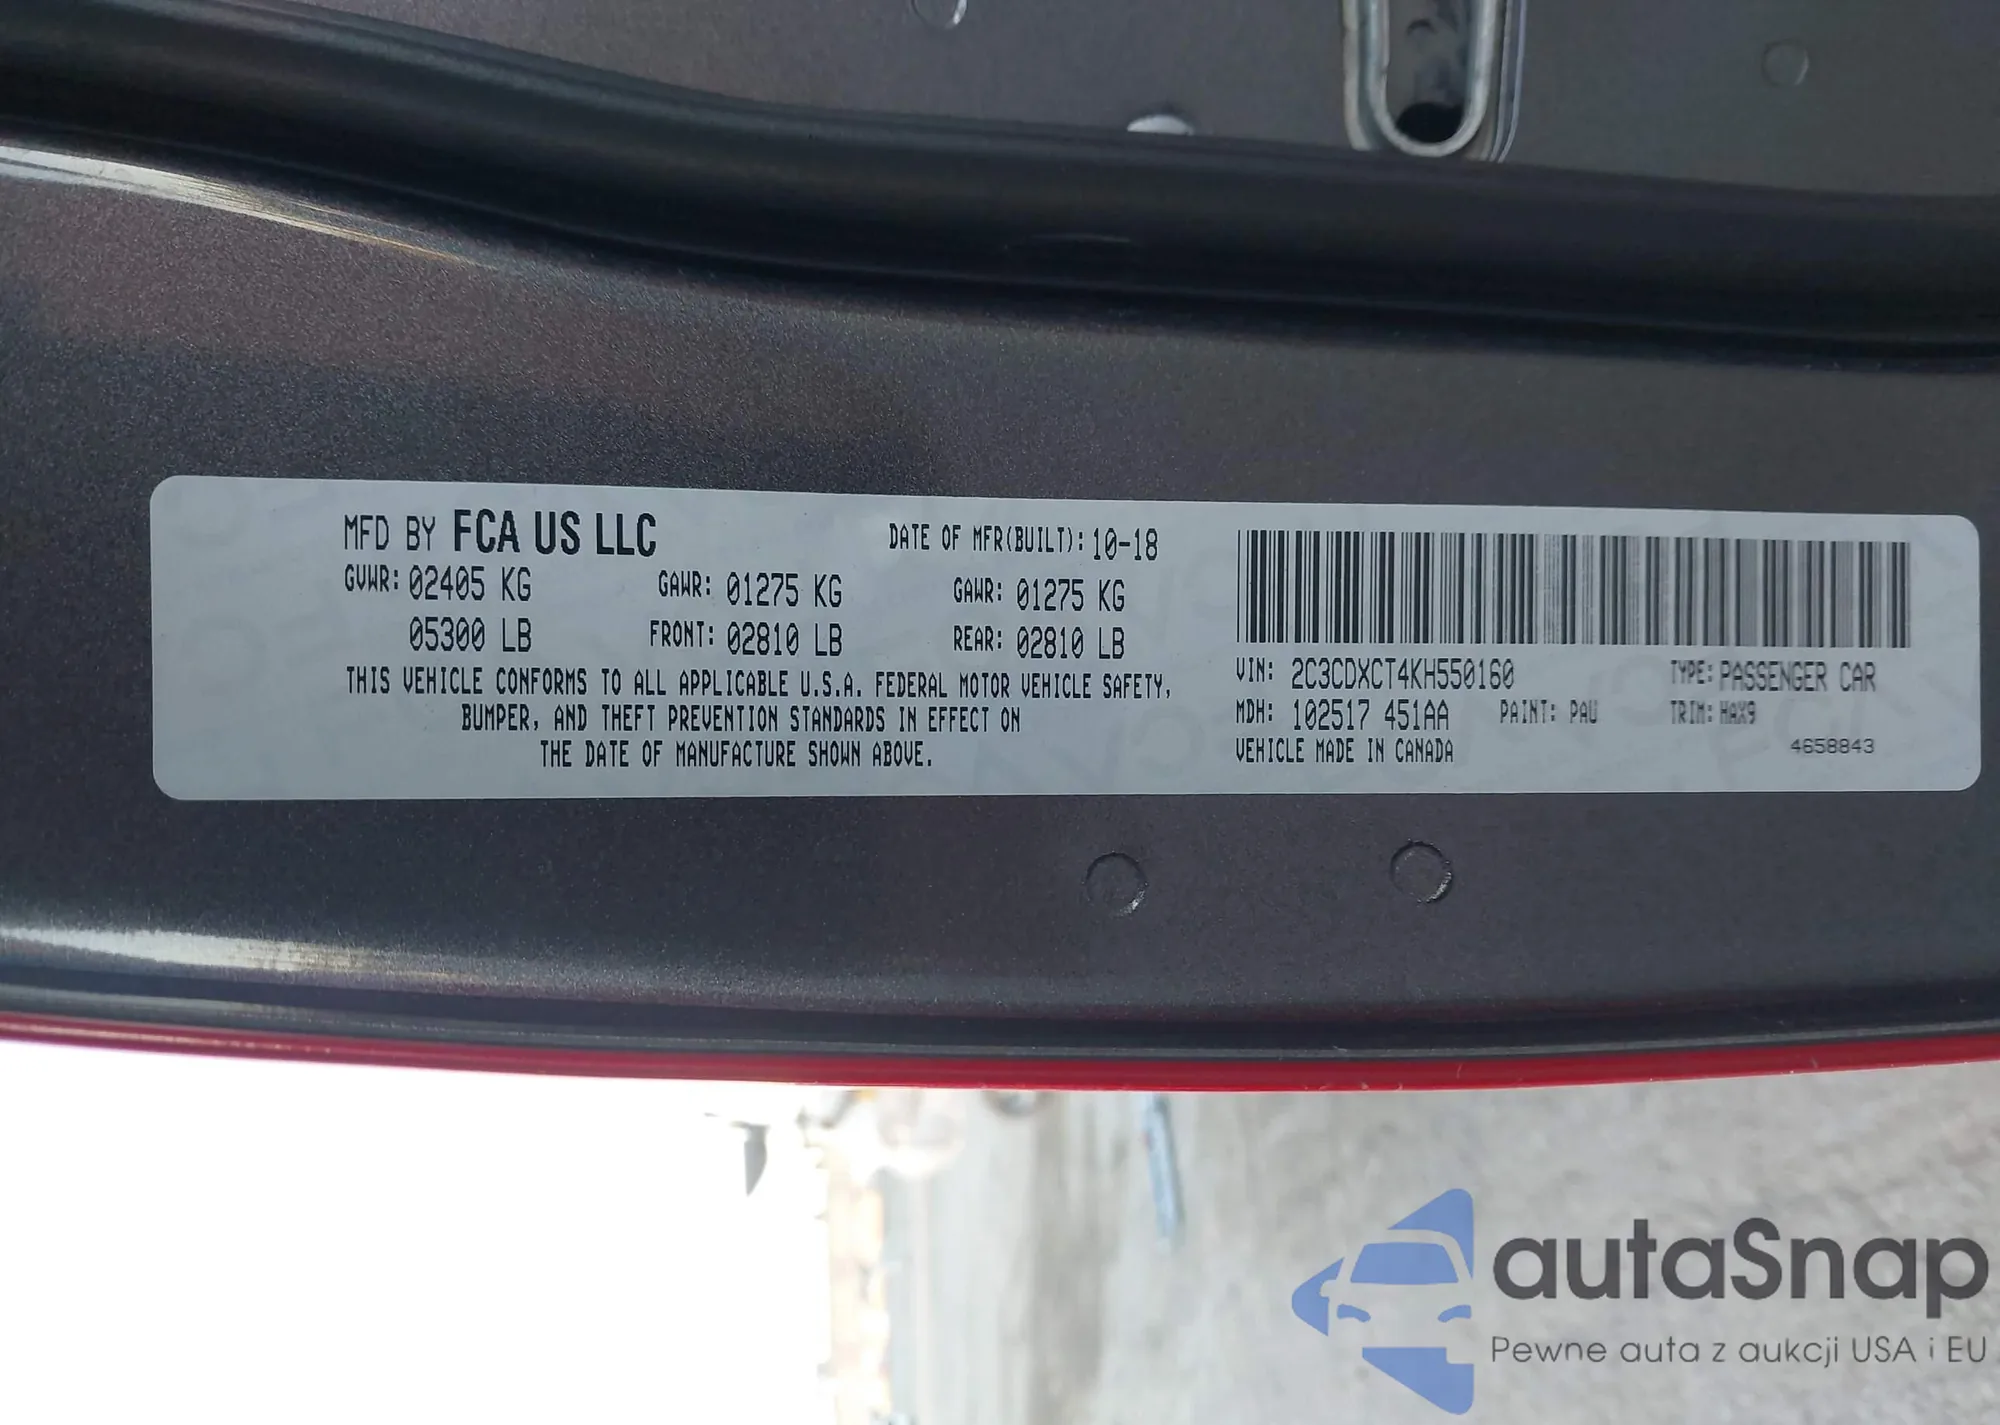 MFD BY FCA US LLC DATE OF MFR(BUILT): 10-18
GVWR: 02405 KG GAWR: 01275 KG GAWR: 01275 KG
05300 LB FRONT: 02810 LB REAR: 02810 LB
THIS VEHICLE CONFORMS TO ALL APPLICABLE U.S.A. FEDERAL MOTOR VEHICLE SAFETY,
BUMPER, AND THEFT PREVENTION STANDARDS IN EFFECT ON
THE DATE OF MANUFACTURE SHOWN ABOVE.
VIN: 2C3CDXCT4KH550160 TYPE: PASSENGER CAR
MDH: 102517 451AA PAINT: PAU TRIM: HAX9
VEHICLE MADE IN CANADA 4658843
autaSnap
Pewne auta z aukcji USA i EU